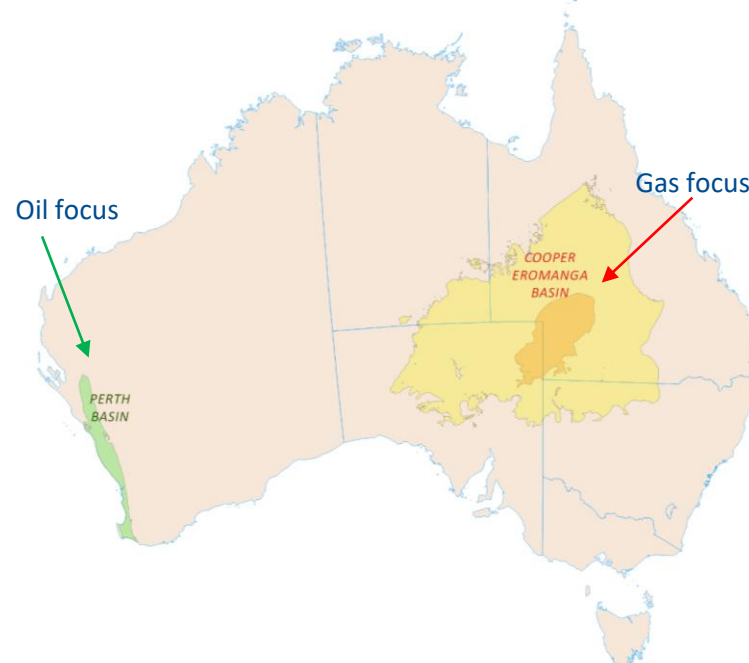 Oil focus
Gas focus
COOPER
EROMANGA
BASIN
PERTH
BASIN